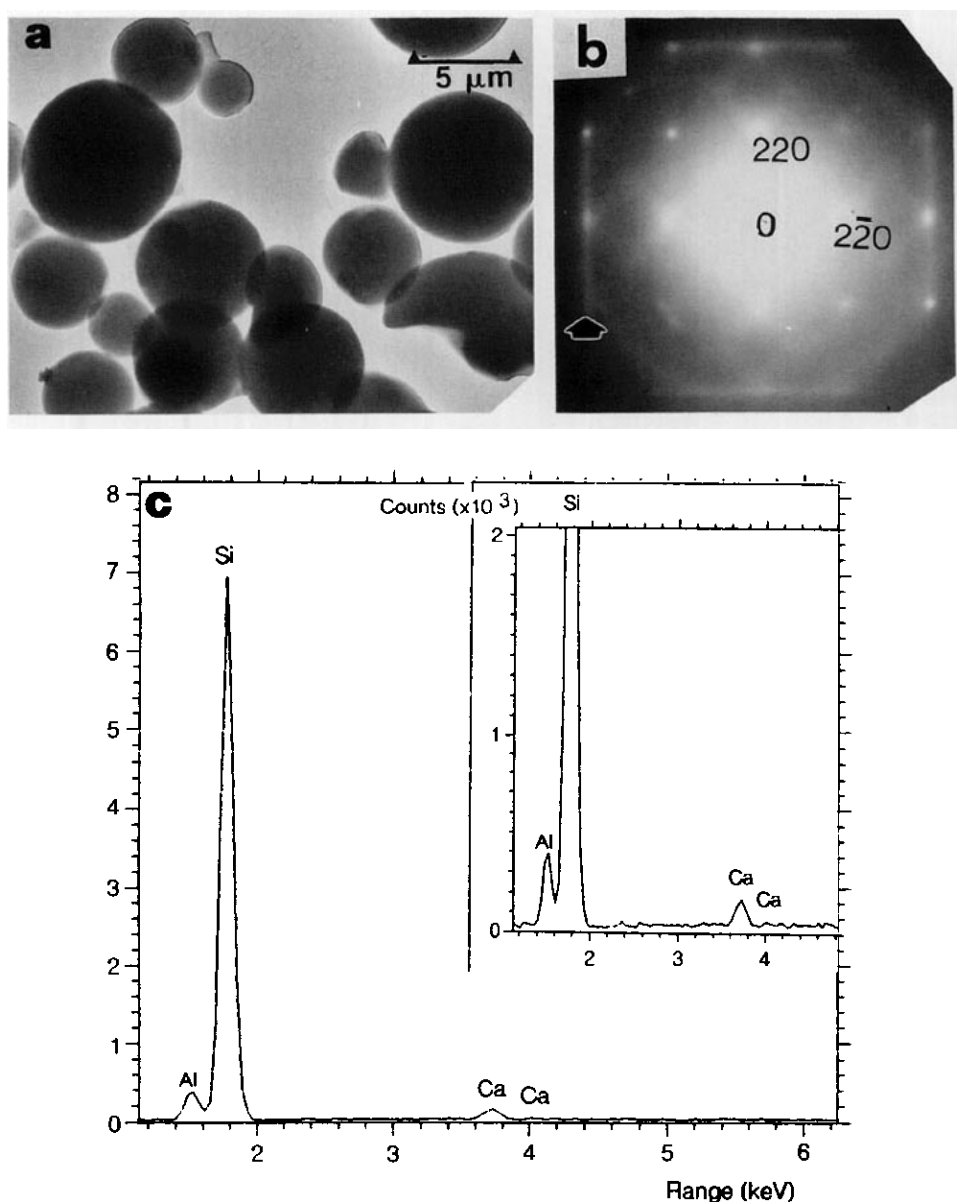 a
5 μm
b
220
0
22̄0
c
Counts (x10 3)
Si
8
7
6
5
4
3
2
1
0
Si
Al
Ca Ca
2 3 4 5 6
Range (keV)
2
1
0
Al
Ca
Ca
2 3 4